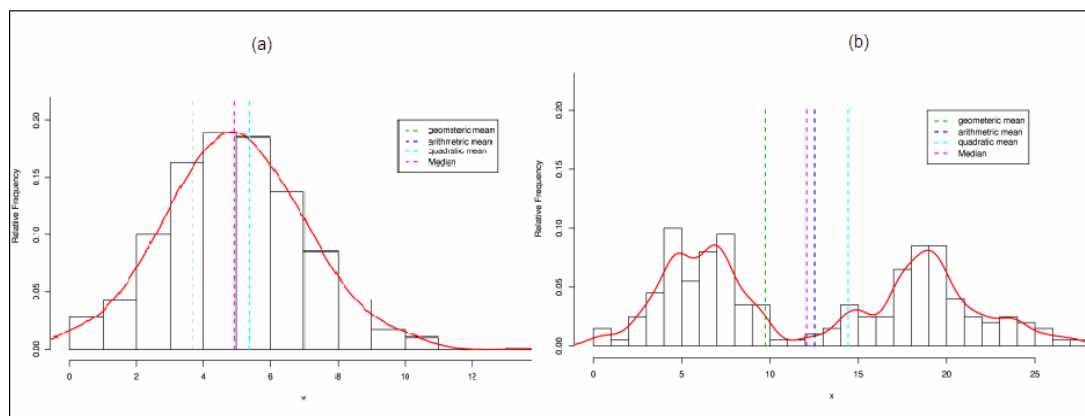 (a)
geometeric mean
arithmetric mean
quadratic mean
Median
Relative Frequency
0.00
0.05
0.10
0.15
0.20
0
2
4
6
8
10
12
w
(b)
geometeric mean
arithmetric mean
quadratic mean
Median
Relative Frequency
0.00
0.05
0.10
0.15
0.20
0
5
10
15
20
25
x